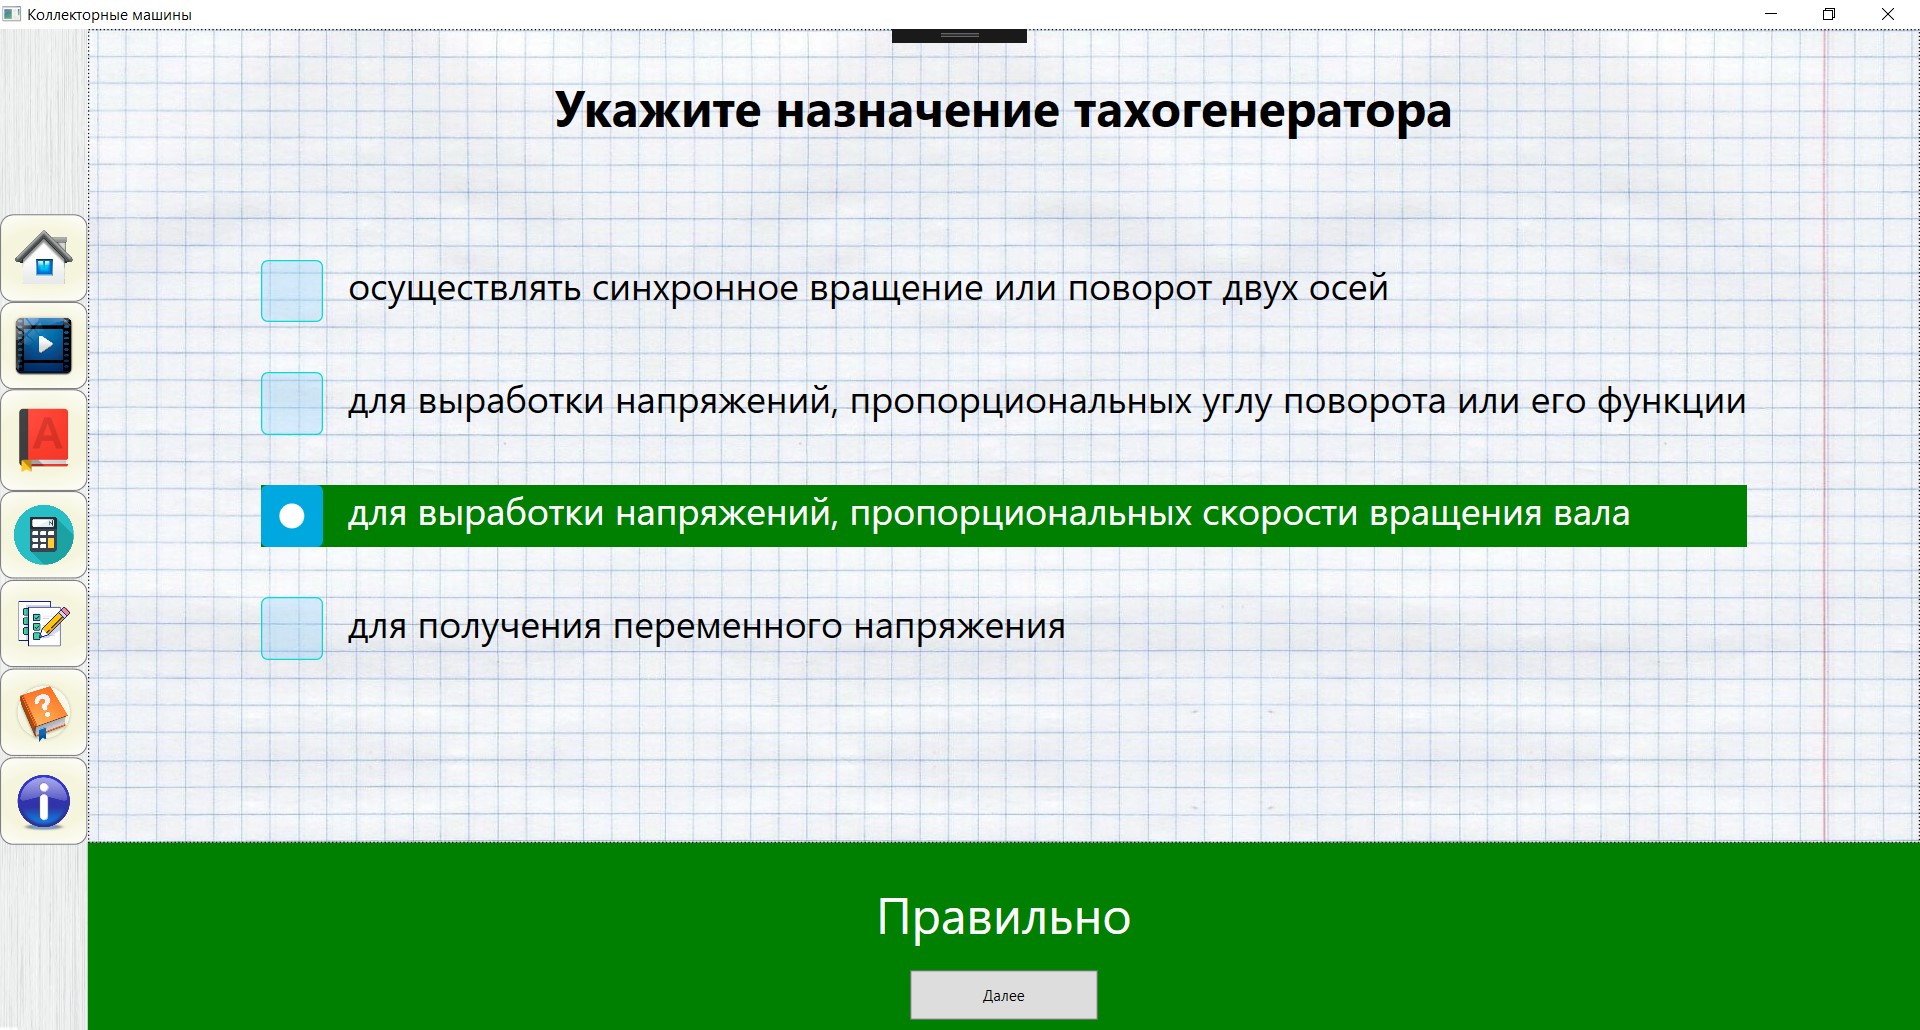 Коллекторные машины
Укажите назначение тахогенератора
осуществлять синхронное вращение или поворот двух осей
для выработки напряжений, пропорциональных углу поворота или его функции
для выработки напряжений, пропорциональных скорости вращения вала
для получения переменного напряжения
Правильно
Далее